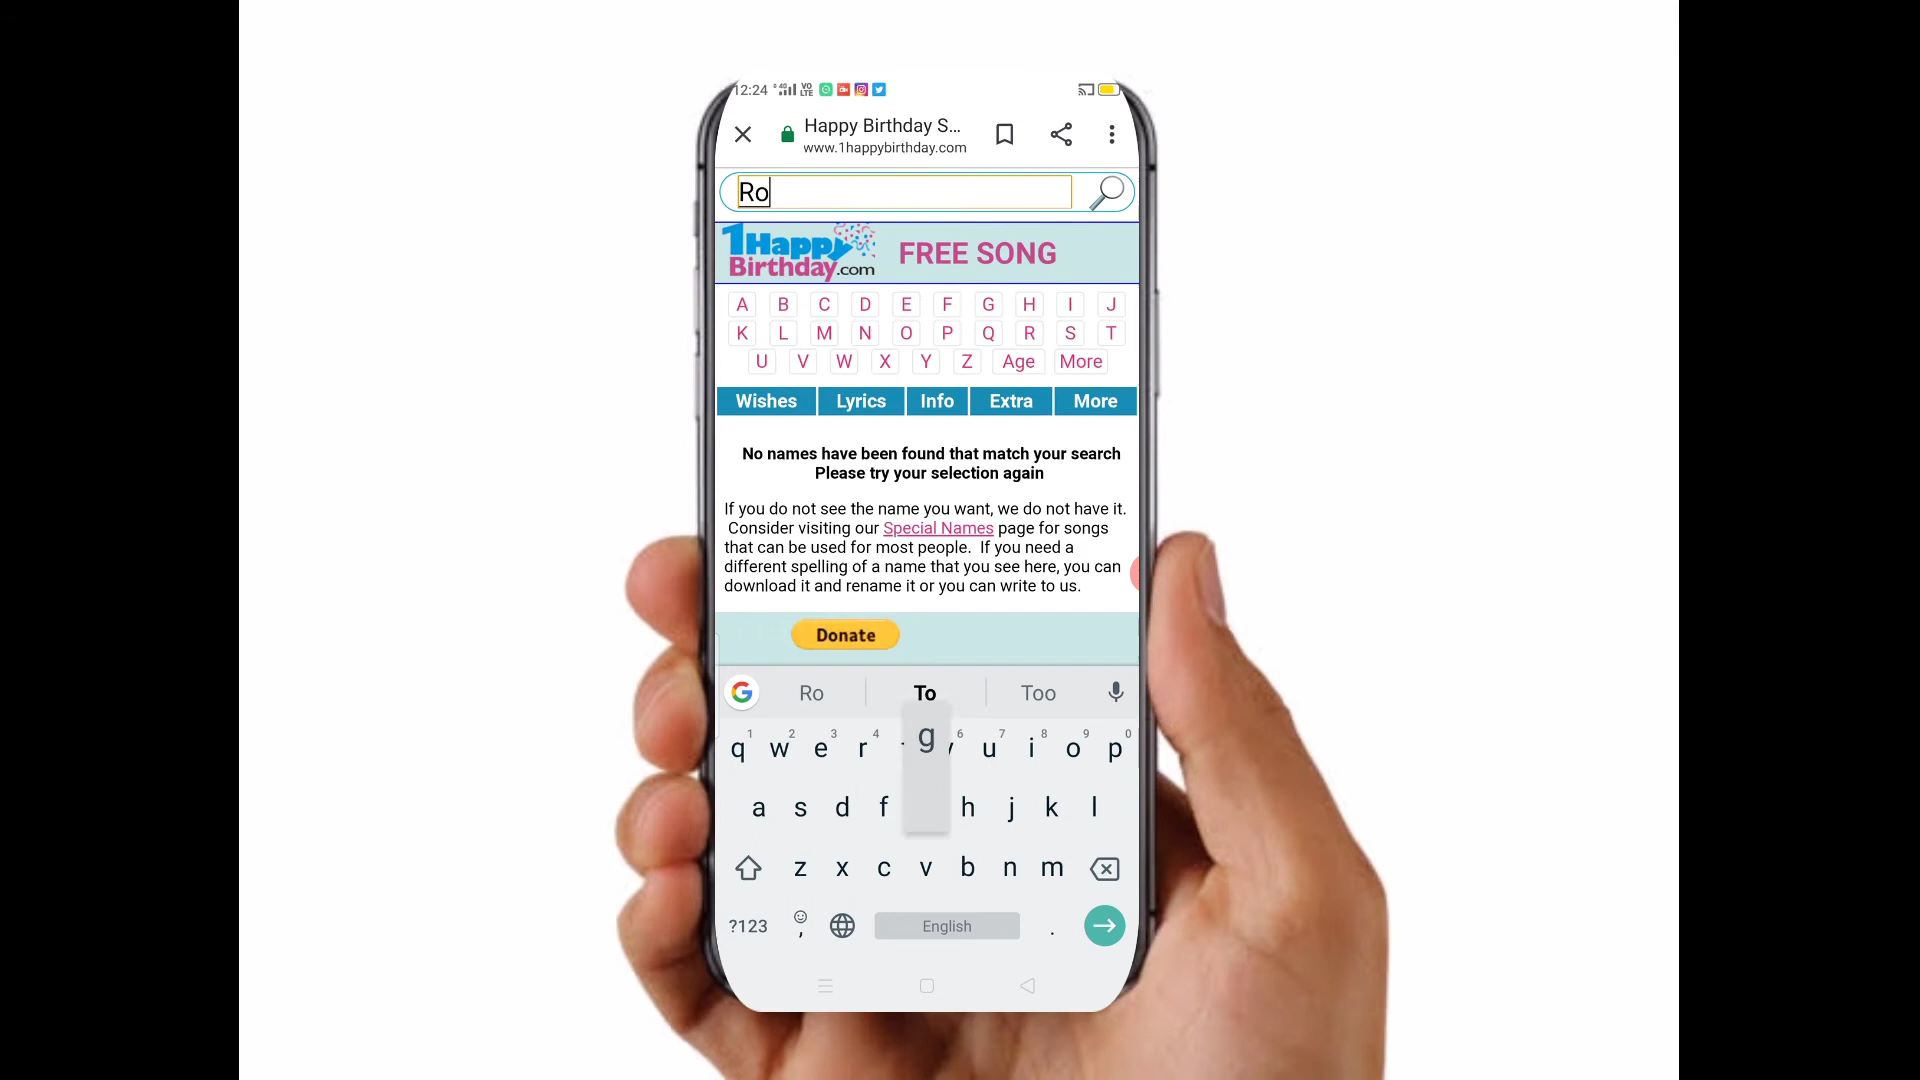 12:24 4G VO LTE
Happy Birthday S...
www.1happybirthday.com
Ro
1Happy Birthday.com
FREE SONG
A B C D E F G H I J
K L M N O P Q R S T
U V W X Y Z Age More
Wishes Lyrics Info Extra More
No names have been found that match your search
Please try your selection again
If you do not see the name you want, we do not have it.
Consider visiting our Special Names page for songs
that can be used for most people. If you need a
different spelling of a name that you see here, you can
download it and rename it or you can write to us.
Donate
G Ro To Too
1 2 3 4 6 7 8 9 0
q w e r g u i o p
a s d f h j k l
z x c v b n m
?123 , English .